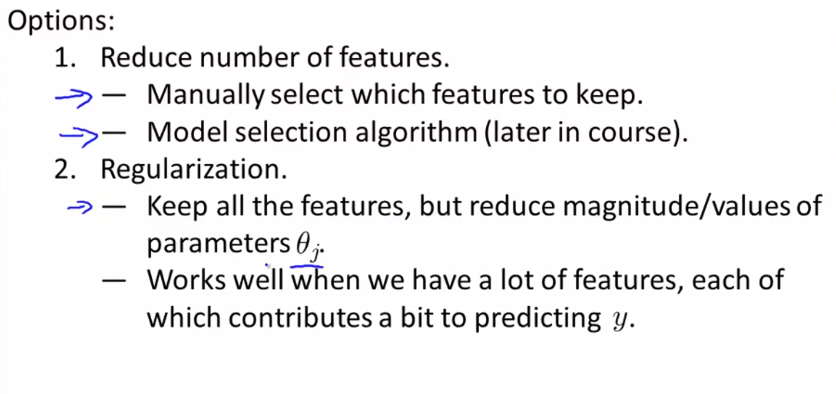 Options:
1. Reduce number of features.
— Manually select which features to keep.
— Model selection algorithm (later in course).
2. Regularization.
— Keep all the features, but reduce magnitude/values of
parameters θⱼ.
— Works well when we have a lot of features, each of
which contributes a bit to predicting y.